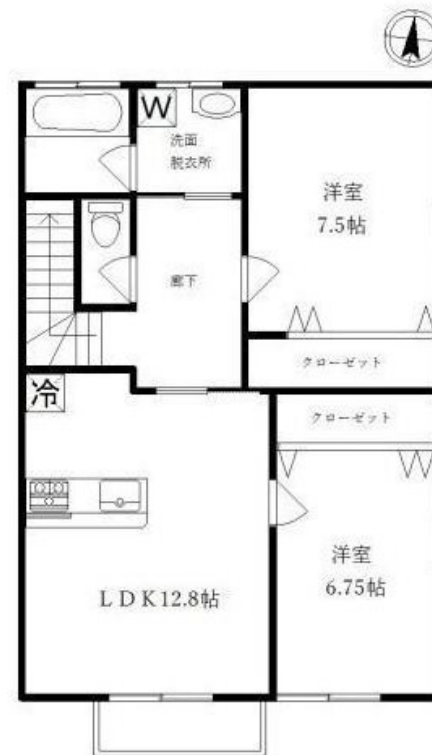 W
洗面
脱衣所
洋室
7.5帖
廊下
クローゼット
冷
クローゼット
洋室
6.75帖
LDK12.8帖